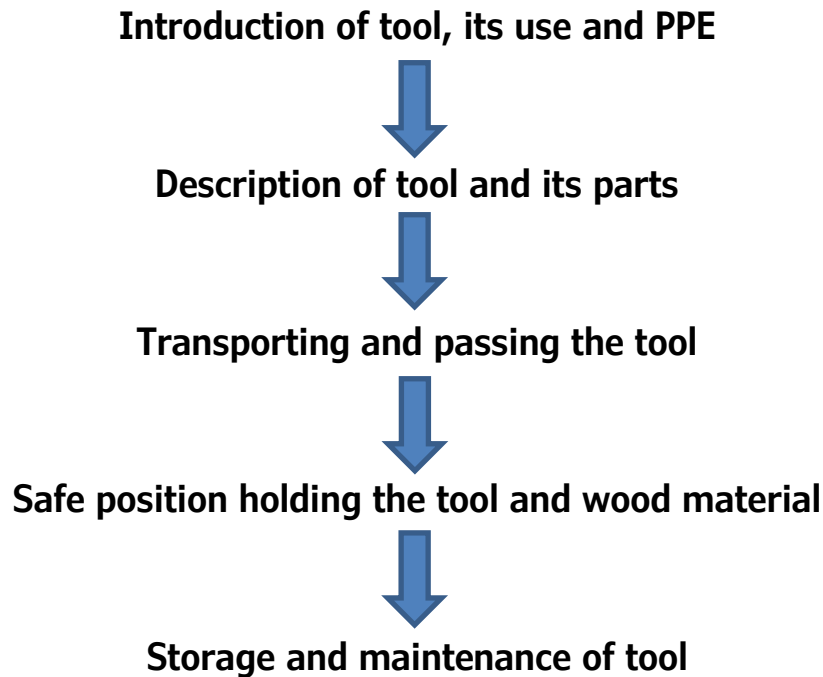 Introduction of tool, its use and PPE
Description of tool and its parts
Transporting and passing the tool
Safe position holding the tool and wood material
Storage and maintenance of tool